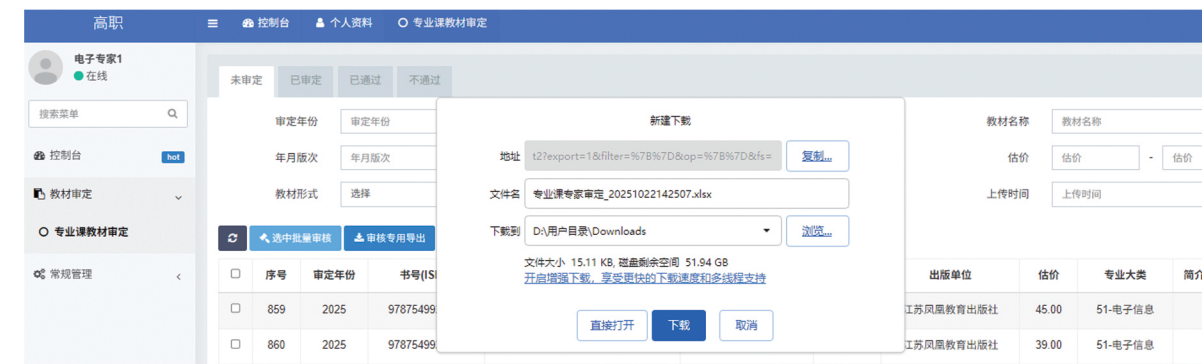 高职 控制台 个人资料 专业课教材审定
电子专家1
在线
未审定 已审定 已通过 不通过
搜索菜单
控制台 hot
教材审定
专业课教材审定
常规管理
审定年份 审定年份
年月版次 年月版次
教材形式 选择
教材名称 教材名称
估价 估价 - 估价
上传时间 上传时间
选中批量审核 审核专用导出
新建下载
地址 t2?export=1&filter=%7B%7D&op=%7B%7D&fs= 复制...
文件名 专业课专家审定_20251022142507.xlsx
下载到 D:\用户目录\Downloads 浏览...
文件大小 15.11 KB, 磁盘剩余空间 51.94 GB
开启增强下载，享受更快的下载速度和多线程支持
直接打开 下载 取消
序号 审定年份 书号(IS 出版单位 估价 专业大类 简介
859 2025 97875499 江苏凤凰教育出版社 45.00 51-电子信息
860 2025 97875499 江苏凤凰教育出版社 39.00 51-电子信息